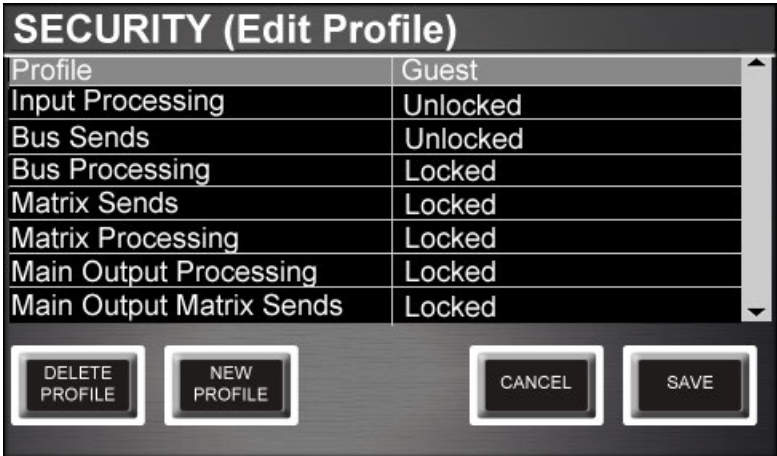 SECURITY (Edit Profile)
Profile Guest
Input Processing Unlocked
Bus Sends Unlocked
Bus Processing Locked
Matrix Sends Locked
Matrix Processing Locked
Main Output Processing Locked
Main Output Matrix Sends Locked
DELETE PROFILE NEW PROFILE CANCEL SAVE